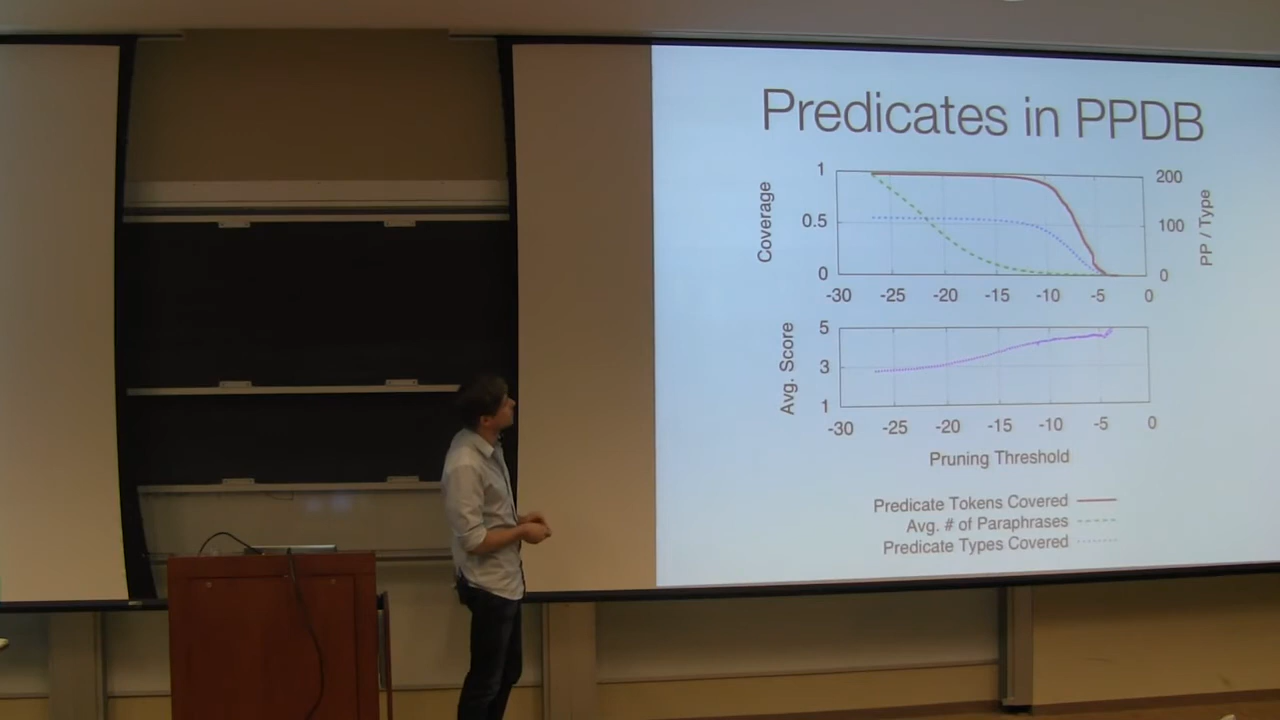 Predicates in PPDB
1
0.5
0
Coverage
200
100
0
PP / Type
-30 -25 -20 -15 -10 -5 0
5
3
1
Avg. Score
-30 -25 -20 -15 -10 -5 0
Pruning Threshold
Predicate Tokens Covered
Avg. # of Paraphrases
Predicate Types Covered